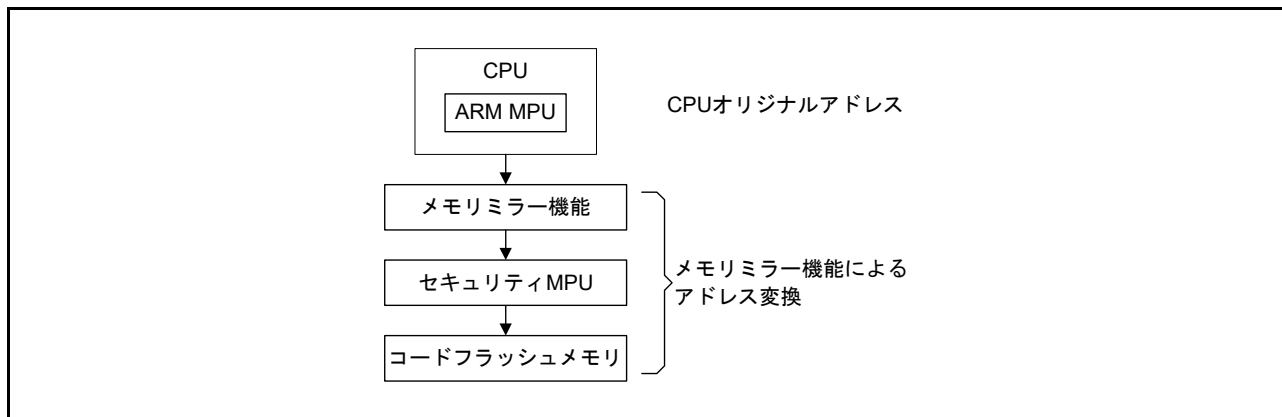 CPU
ARM MPU
CPUオリジナルアドレス
メモリミラー機能
セキュリティMPU
コードフラッシュメモリ
メモリミラー機能による
アドレス変換